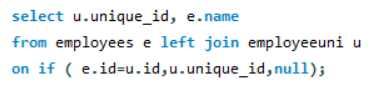 select u.unique_id, e.name
from employees e left join employeeuni u
on if ( e.id=u.id,u.unique_id,null);